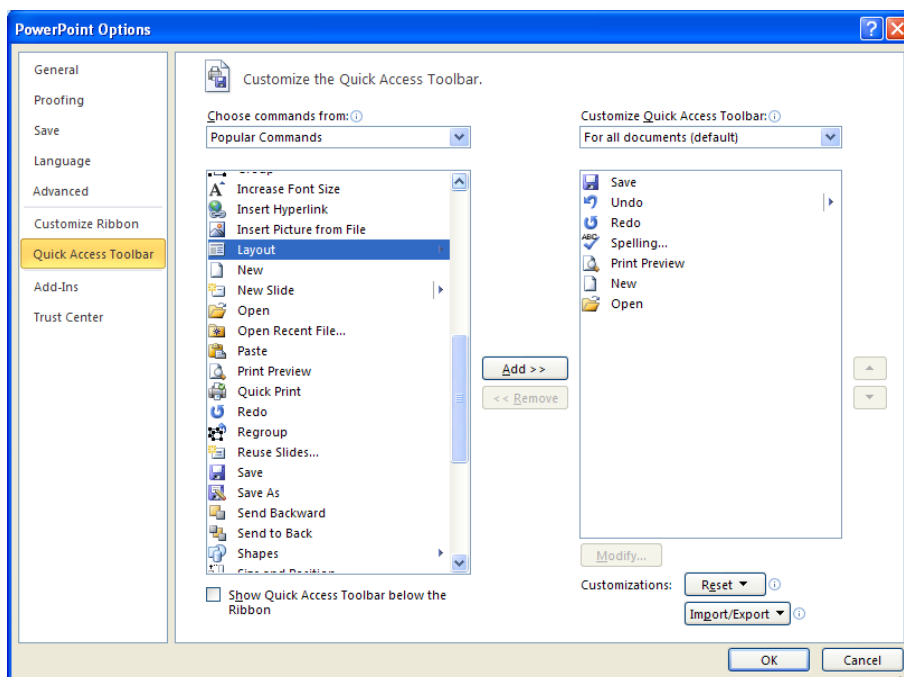 PowerPoint Options
General
Proofing
Save
Language
Advanced
Customize Ribbon
Quick Access Toolbar
Add-Ins
Trust Center
Customize the Quick Access Toolbar.
Choose commands from:
Popular Commands
Increase Font Size
Insert Hyperlink
Insert Picture from File
Layout
New
New Slide
Open
Open Recent File...
Paste
Print Preview
Quick Print
Redo
Regroup
Reuse Slides...
Save
Save As
Send Backward
Send to Back
Shapes
Size and Position
Show Quick Access Toolbar below the
Ribbon
Add >>
<< Remove
Customize Quick Access Toolbar:
For all documents (default)
Save
Undo
Redo
ABC
Spelling...
Print Preview
New
Open
Modify...
Customizations:
Reset
Import/Export
OK
Cancel